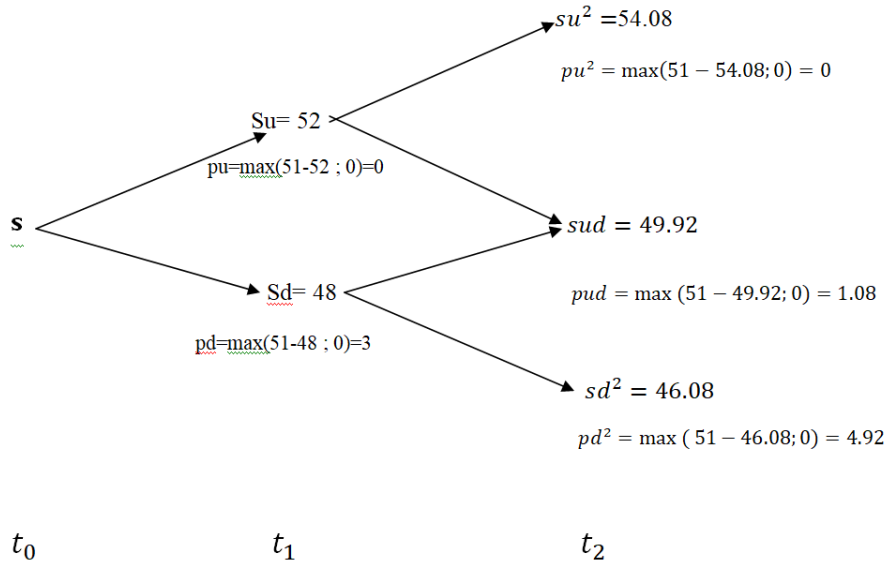 su² =54.08
pu² = max(51 − 54.08; 0) = 0
Su= 52
pu=max(51-52 ; 0)=0
s
sud = 49.92
Sd= 48
pud = max (51 − 49.92; 0) = 1.08
pd=max(51-48 ; 0)=3
sd² = 46.08
pd² = max ( 51 − 46.08; 0) = 4.92
t₀ t₁ t₂